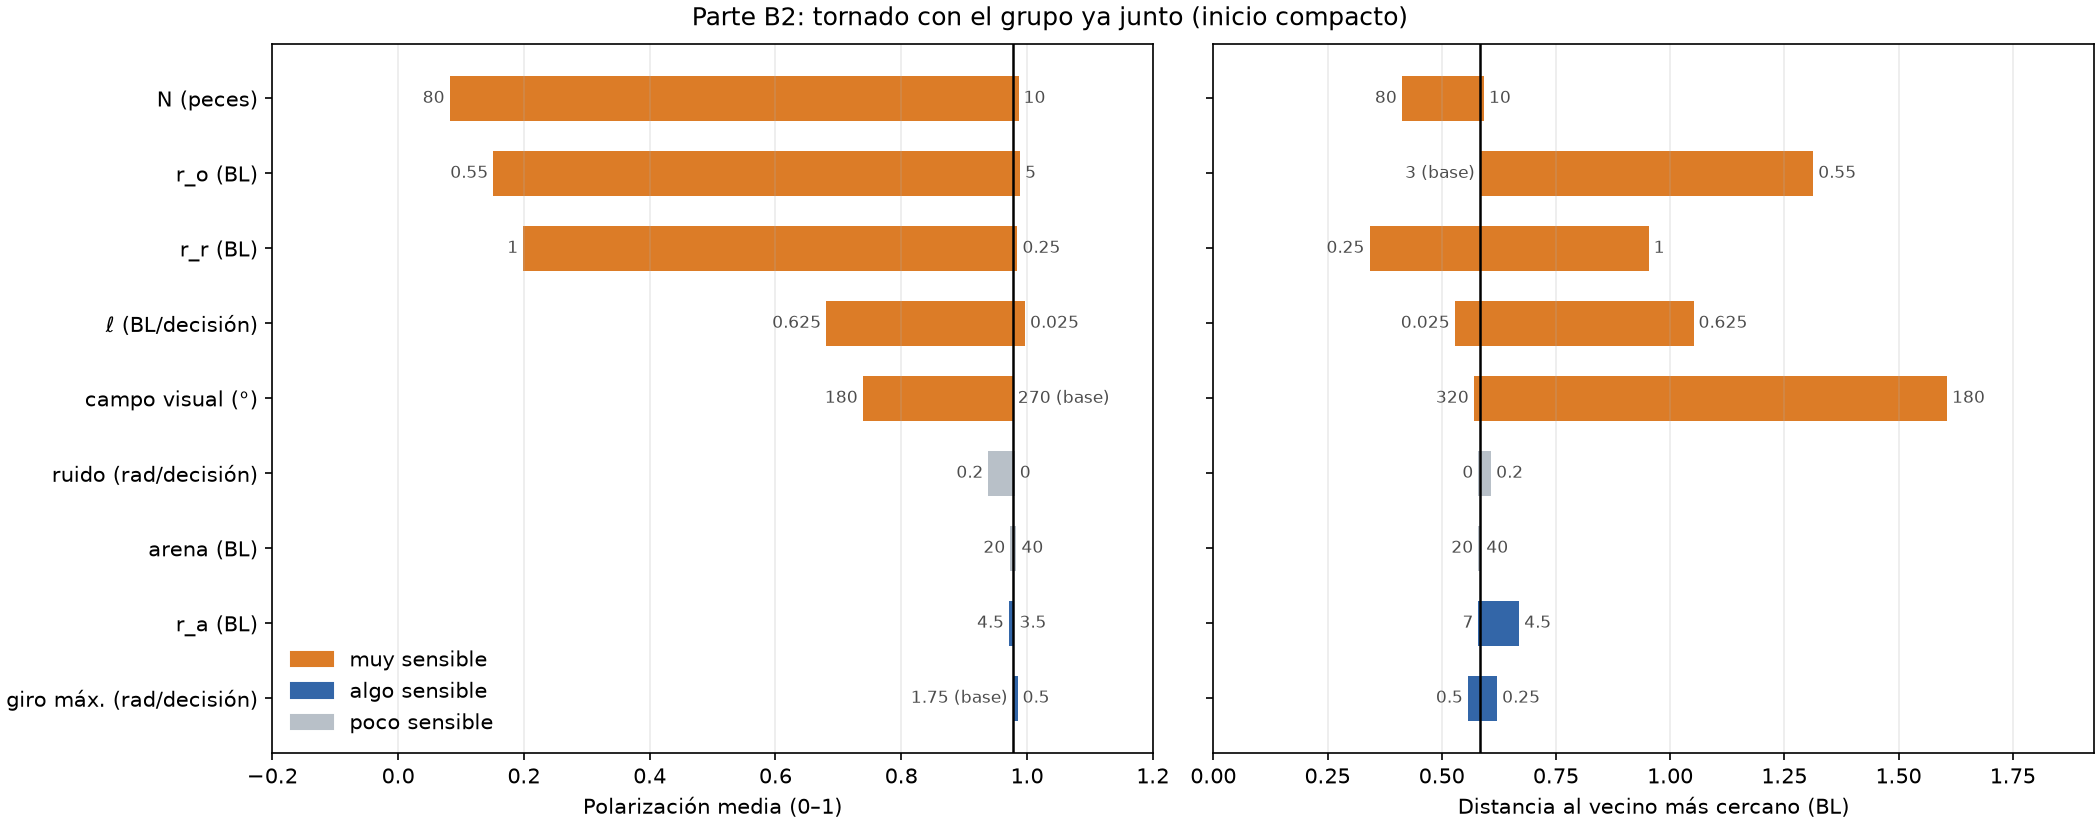 Parte B2: tornado con el grupo ya junto (inicio compacto)
N (peces)
80
10
80
10
r_o (BL)
0.55
5
3 (base)
0.55
r_r (BL)
1
0.25
0.25
1
ℓ (BL/decisión)
0.625
0.025
0.025
0.625
campo visual (°)
180
270 (base)
320
180
ruido (rad/decisión)
0.2
0
0
0.2
arena (BL)
20
40
20
40
r_a (BL)
4.5
3.5
7
4.5
giro máx. (rad/decisión)
1.75 (base)
0.5
0.5
0.25
muy sensible
algo sensible
poco sensible
−0.2 0.0 0.2 0.4 0.6 0.8 1.0 1.2
Polarización media (0–1)
0.00 0.25 0.50 0.75 1.00 1.25 1.50 1.75
Distancia al vecino más cercano (BL)